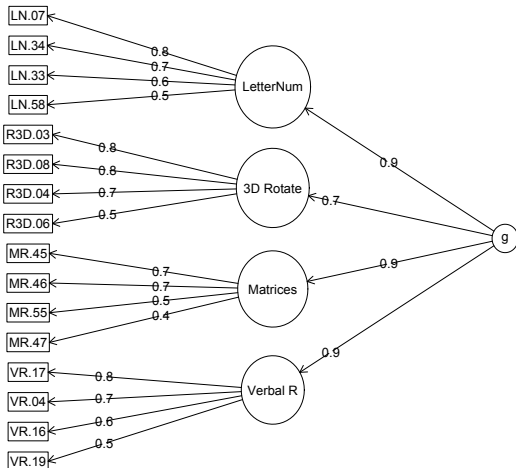 LN.07
LN.34
LN.33
LN.58
0.8
0.7
0.6
0.5
LetterNum
R3D.03
R3D.08
R3D.04
R3D.06
0.8
0.8
0.7
0.5
3D Rotate
MR.45
MR.46
MR.55
MR.47
0.7
0.7
0.5
0.4
Matrices
VR.17
VR.04
VR.16
VR.19
0.8
0.7
0.6
0.5
Verbal R
0.9
0.7
0.9
0.9
g